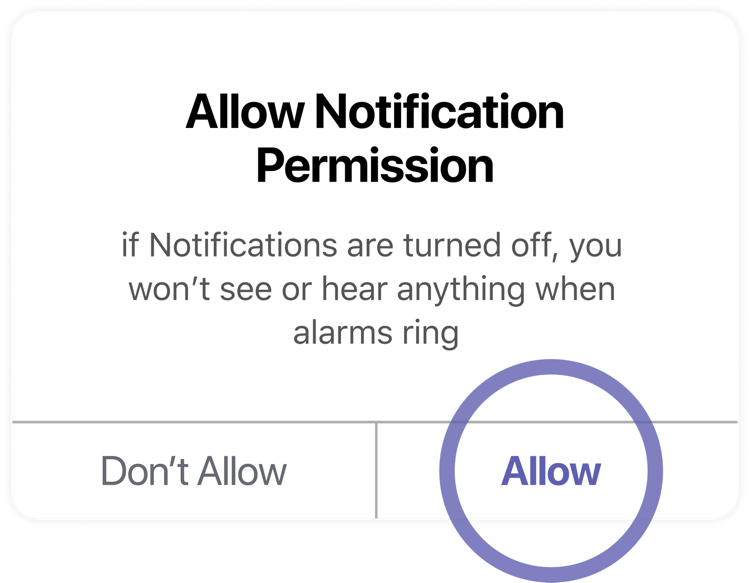 Allow Notification
Permission
if Notifications are turned off, you
won’t see or hear anything when
alarms ring
Don’t Allow
Allow